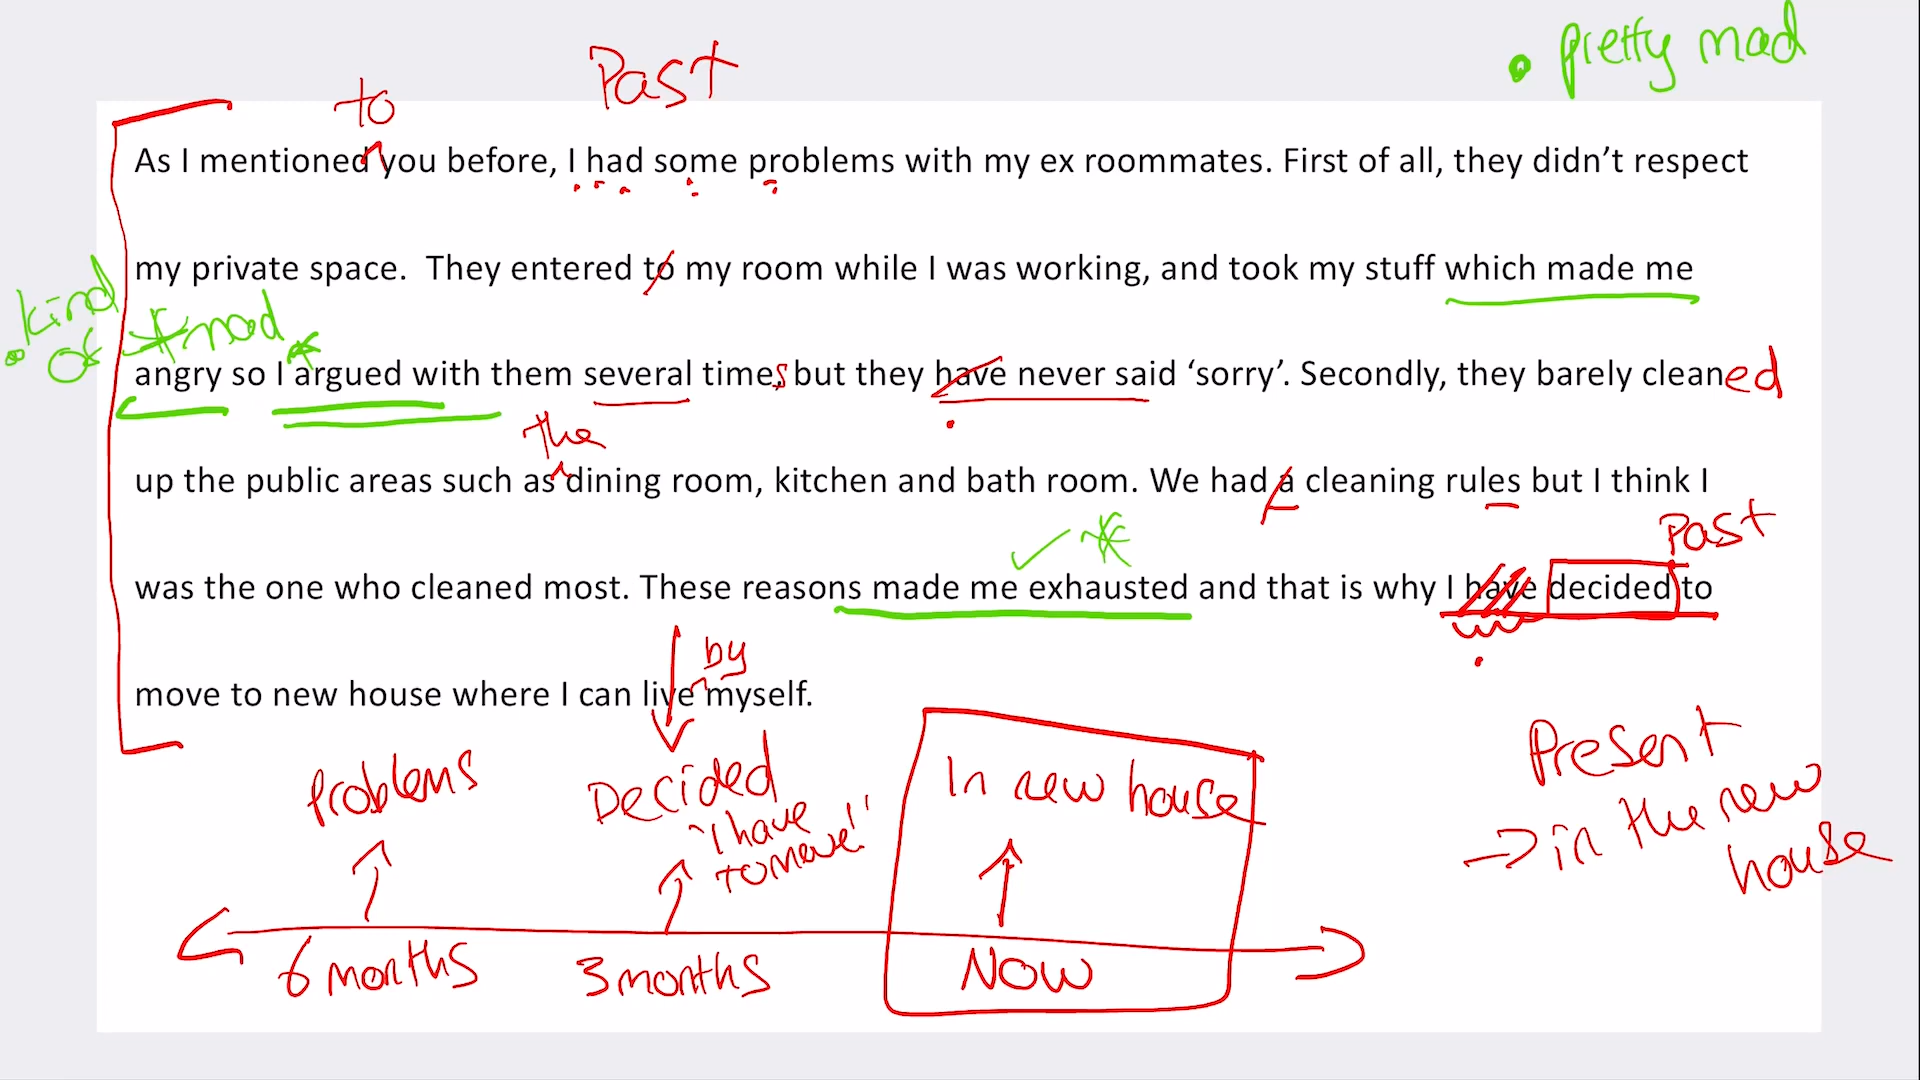 • pretty mad
Past
to
As I mentioned you before, I had some problems with my ex roommates. First of all, they didn’t respect
my private space.  They entered to my room while I was working, and took my stuff which made me
• kind
of
mad
angry so I argued with them several times but they have never said ‘sorry’. Secondly, they barely cleaned
the
up the public areas such as dining room, kitchen and bath room. We had a cleaning rules but I think I
Past
was the one who cleaned most. These reasons made me exhausted and that is why I have decided to
by
move to new house where I can live myself.
Problems
Decided
"I have
to move!"
In new house
Present
→ in the new
house
6 months
3 months
NOW